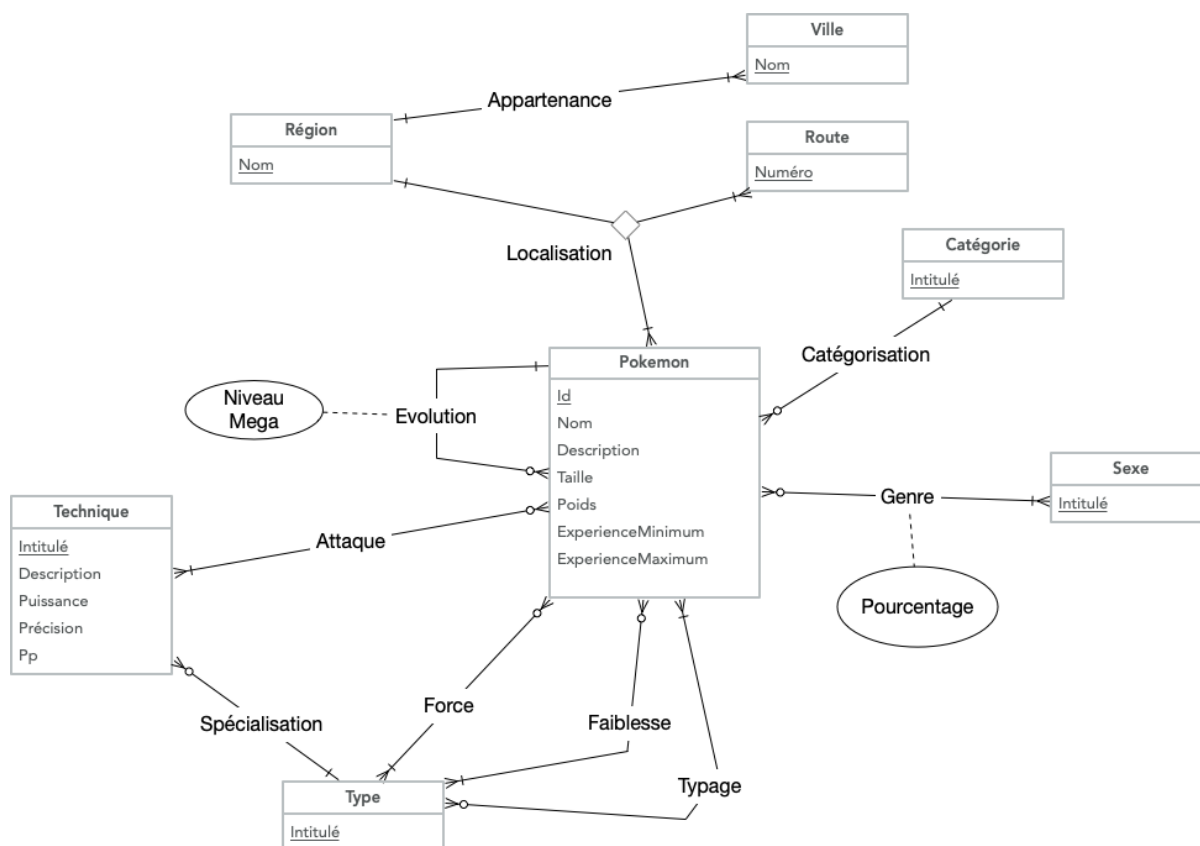 Ville
Nom
Appartenance
Région
Nom
Route
Numéro
Localisation
Catégorie
Intitulé
Catégorisation
Pokemon
Id
Nom
Description
Taille
Poids
ExperienceMinimum
ExperienceMaximum
Niveau
Mega
Evolution
Sexe
Intitulé
Genre
Pourcentage
Technique
Intitulé
Description
Puissance
Précision
Pp
Attaque
Spécialisation
Force
Faiblesse
Typage
Type
Intitulé